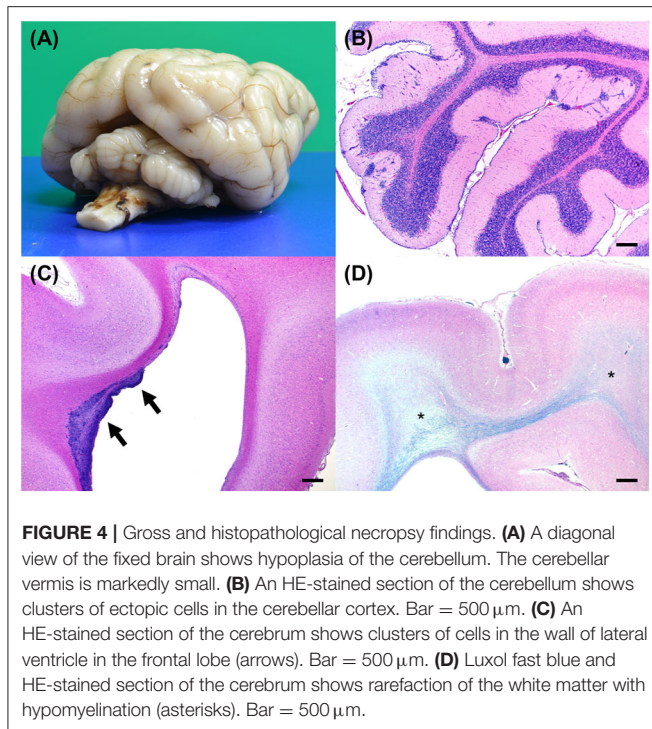 (A)
(B)
(C)
(D)
*
*
FIGURE 4 | Gross and histopathological necropsy findings. (A) A diagonal
view of the fixed brain shows hypoplasia of the cerebellum. The cerebellar
vermis is markedly small. (B) An HE-stained section of the cerebellum shows
clusters of ectopic cells in the cerebellar cortex. Bar = 500 μm. (C) An
HE-stained section of the cerebrum shows clusters of cells in the wall of lateral
ventricle in the frontal lobe (arrows). Bar = 500 μm. (D) Luxol fast blue and
HE-stained section of the cerebrum shows rarefaction of the white matter with
hypomyelination (asterisks). Bar = 500 μm.